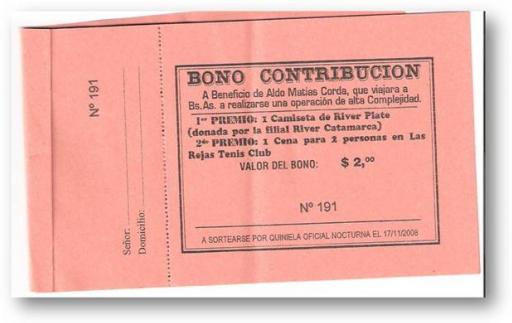 Nº 191
Señor:
Domicilio:
BONO CONTRIBUCION
A Beneficio de Aldo Matías Corda, que viajara a
Bs.As. a realizarse una operación de alta Complejidad.
1er PREMIO: 1 Camiseta de River Plate
(donada por la filial River Catamarca)
2do PREMIO: 1 Cena para 2 personas en Las
Rejas Tenis Club
VALOR DEL BONO: $ 2,00
Nº 191
A SORTEARSE POR QUINIELA OFICIAL NOCTURNA EL 17/11/2008